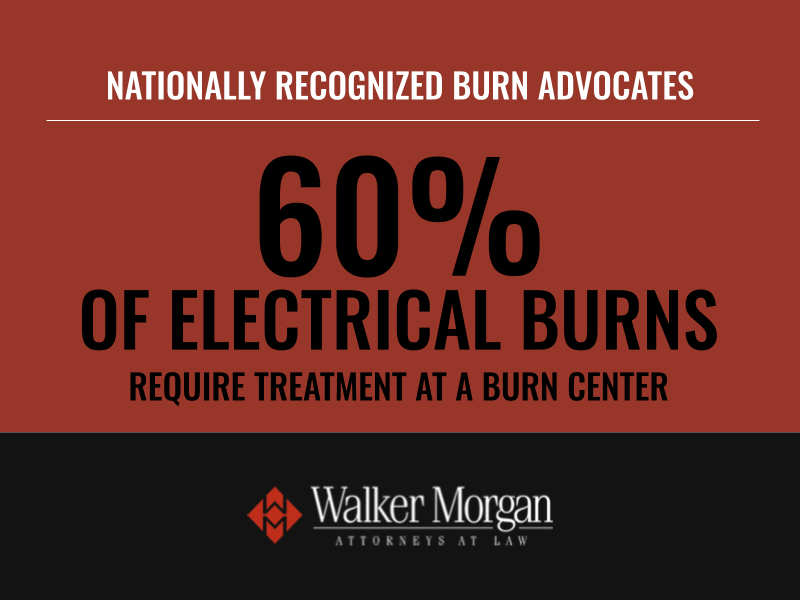 NATIONALLY RECOGNIZED BURN ADVOCATES
60%
OF ELECTRICAL BURNS
REQUIRE TREATMENT AT A BURN CENTER
Walker Morgan
ATTORNEYS AT LAW